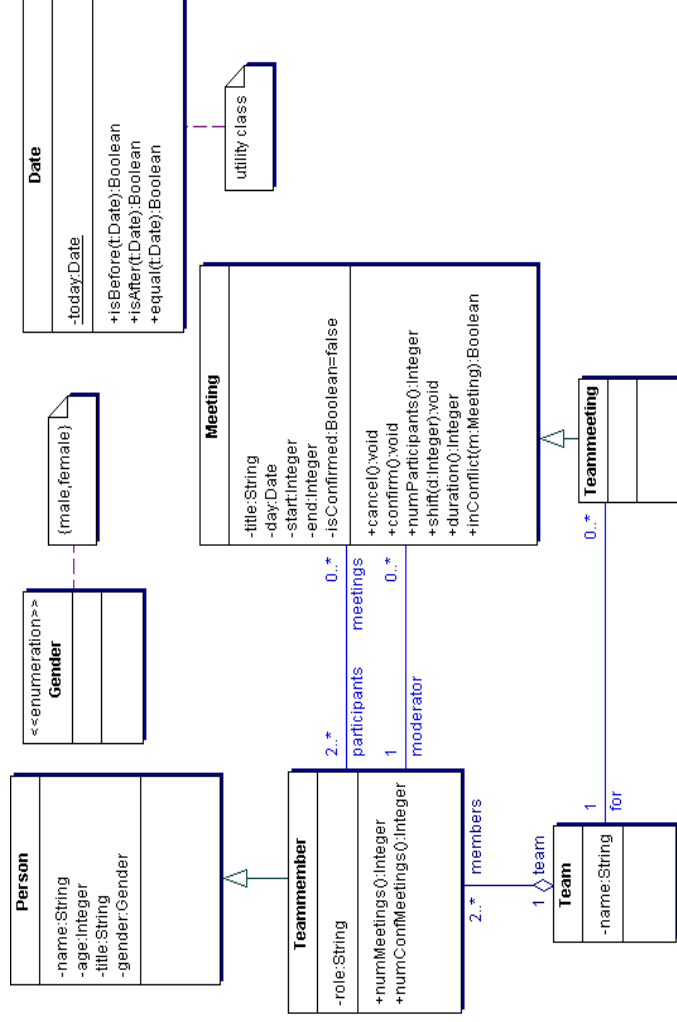 Person
-name:String
-age:Integer
-title:String
-gender:Gender
<<enumeration>>
Gender
{male,female}
Date
-today:Date
+isBefore(t:Date):Boolean
+isAfter(t:Date):Boolean
+equal(t:Date):Boolean
utility class
Teammember
-role:String
+numMeetings():Integer
+numConfMeetings():Integer
2..*
participants
0..*
meetings
1
moderator
0..*
Meeting
-title:String
-day:Date
-start:Integer
-end:Integer
-isConfirmed:Boolean=false
+cancel():void
+confirm():void
+numParticipants():Integer
+shift(d:Integer):void
+duration():Integer
+inConflict(m:Meeting):Boolean
2..*
members
1
team
Team
-name:String
1
for
0..*
Teammeeting